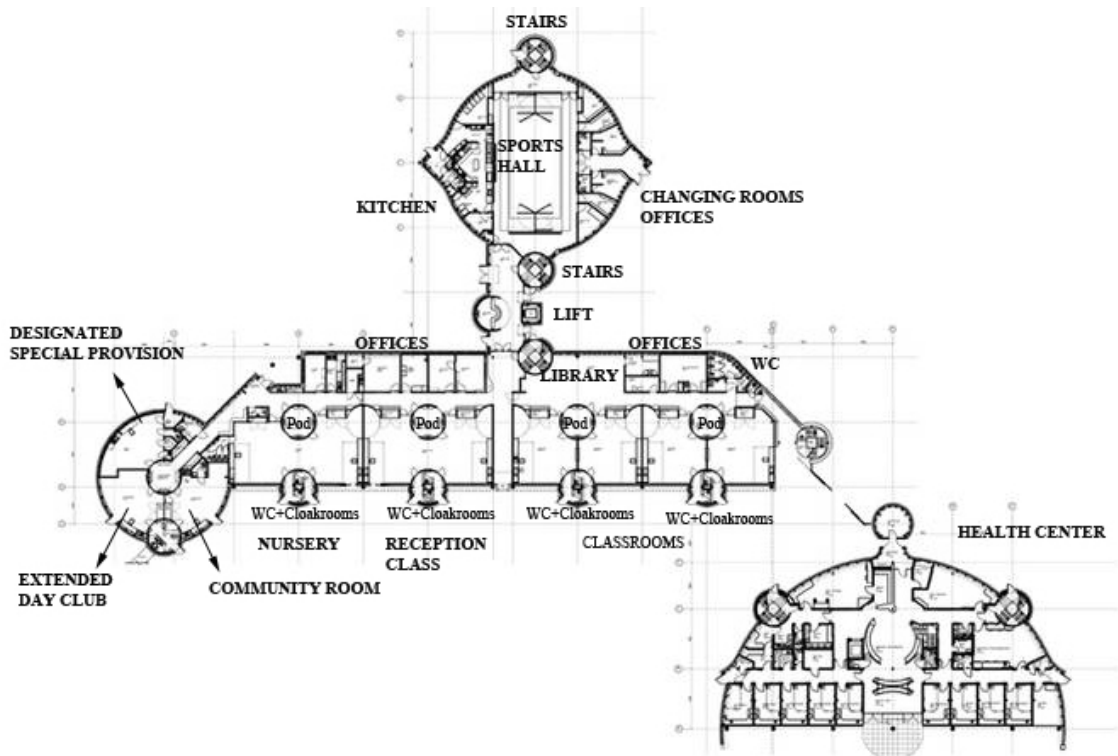 STAIRS
SPORTS
HALL
KITCHEN
CHANGING ROOMS
OFFICES
STAIRS
LIFT
DESIGNATED
SPECIAL PROVISION
OFFICES
OFFICES
LIBRARY
WC
Pod
Pod
Pod
Pod
WC+Cloakrooms
WC+Cloakrooms
WC+Cloakrooms
WC+Cloakrooms
NURSERY
RECEPTION
CLASS
CLASSROOMS
HEALTH CENTER
EXTENDED
DAY CLUB
COMMUNITY ROOM